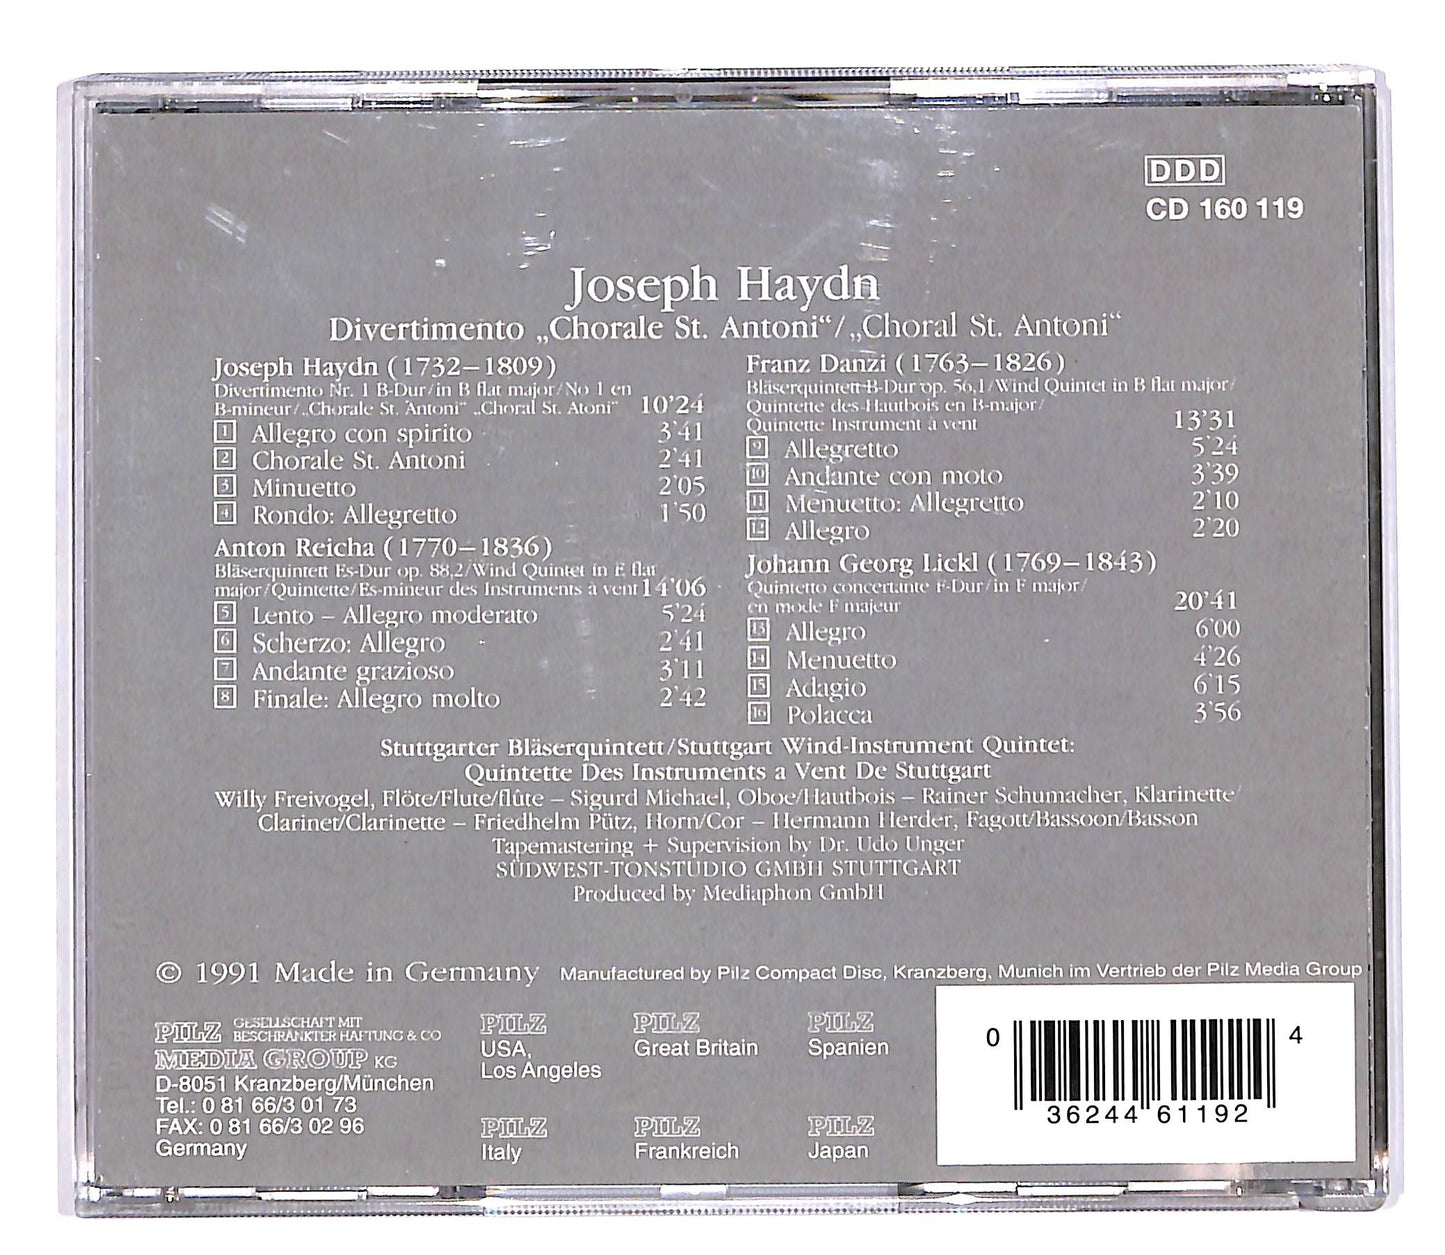 DDD
CD 160 119
Joseph Haydn
Divertimento „Chorale St. Antoni“/„Choral St. Antoni“
Joseph Haydn (1732–1809)
Divertimento Nr. 1 B-Dur/in B flat major/No 1 en
B-mineur/„Chorale St. Antoni“ „Choral St. Atoni“ 10'24
1 Allegro con spirito 3'41
2 Chorale St. Antoni 2'41
3 Minuetto 2'05
4 Rondo: Allegretto 1'50
Anton Reicha (1770–1836)
Bläserquintett Es-Dur op. 88,2/Wind Quintet in E flat
major/Quintette/Es-mineur des Instruments à vent 14'06
5 Lento – Allegro moderato 5'24
6 Scherzo: Allegro 2'41
7 Andante grazioso 3'11
8 Finale: Allegro molto 2'42
Franz Danzi (1763–1826)
Bläserquintett B-Dur op. 56,1/Wind Quintet in B flat major/
Quintette des Hautbois en B-major/
Quintette Instrument à vent 13'31
9 Allegretto 5'24
10 Andante con moto 3'39
11 Menuetto: Allegretto 2'10
12 Allegro 2'20
Johann Georg Lickl (1769–1843)
Quintetto concertante F-Dur/in F major/
en mode F majeur 20'41
13 Allegro 6'00
14 Menuetto 4'26
15 Adagio 6'15
16 Polacca 3'56
Stuttgarter Bläserquintett/Stuttgart Wind-Instrument Quintet:
Quintette Des Instruments a Vent De Stuttgart
Willy Freivogel, Flöte/Flute/flûte – Sigurd Michael, Oboe/Hautbois – Rainer Schumacher, Klarinette/
Clarinet/Clarinette – Friedhelm Pütz, Horn/Cor – Hermann Herder, Fagott/Bassoon/Basson
Tapemastering + Supervision by Dr. Udo Unger
SÜDWEST-TONSTUDIO GMBH STUTTGART
Produced by Mediaphon GmbH
© 1991 Made in Germany Manufactured by Pilz Compact Disc, Kranzberg, Munich im Vertrieb der Pilz Media Group
PILZ GESELLSCHAFT MIT
BESCHRÄNKTER HAFTUNG & CO
MEDIA GROUP KG
D-8051 Kranzberg/München
Tel.: 0 81 66/3 01 73
FAX: 0 81 66/3 02 96
Germany
PILZ
USA,
Los Angeles
PILZ
Great Britain
PILZ
Spanien
PILZ
Italy
PILZ
Frankreich
PILZ
Japan
0 36244 61192 4